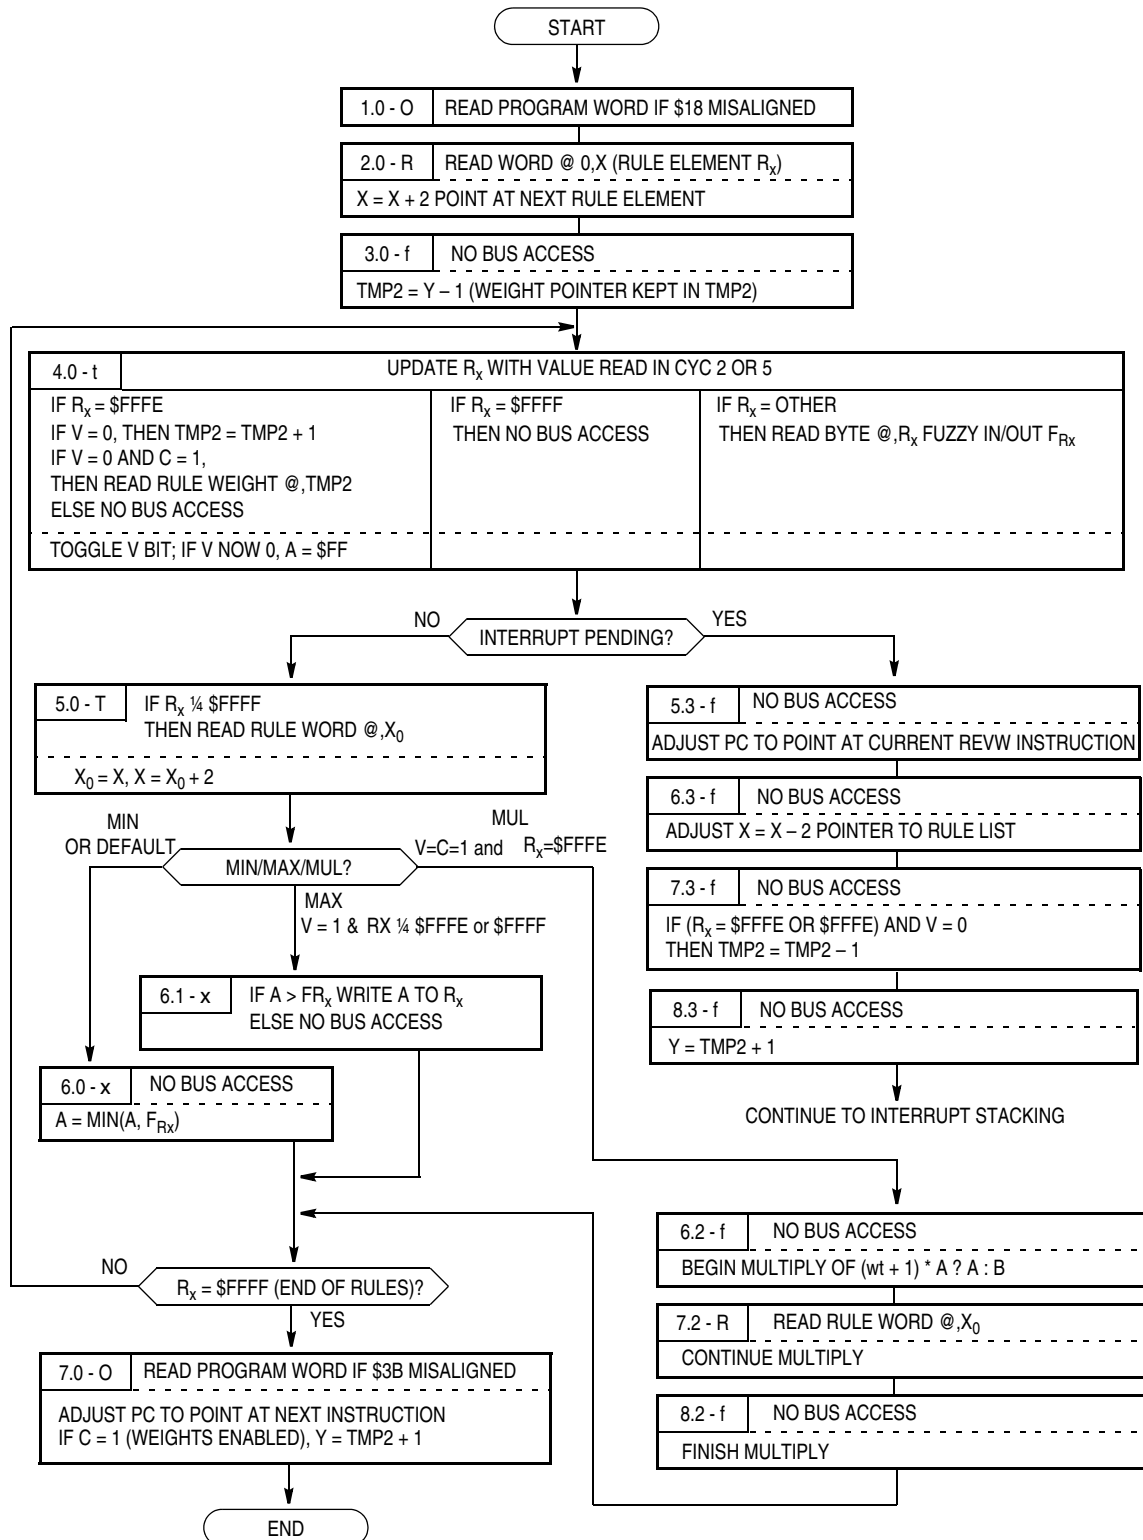 START
1.0 - O READ PROGRAM WORD IF $18 MISALIGNED
2.0 - R READ WORD @ 0,X (RULE ELEMENT Rx)
X = X + 2 POINT AT NEXT RULE ELEMENT
3.0 - f NO BUS ACCESS
TMP2 = Y – 1 (WEIGHT POINTER KEPT IN TMP2)
4.0 - t UPDATE Rx WITH VALUE READ IN CYC 2 OR 5
IF Rx = $FFFE
IF V = 0, THEN TMP2 = TMP2 + 1
IF V = 0 AND C = 1,
THEN READ RULE WEIGHT @,TMP2
ELSE NO BUS ACCESS
TOGGLE V BIT; IF V NOW 0, A = $FF
IF Rx = $FFFF
THEN NO BUS ACCESS
IF Rx = OTHER
THEN READ BYTE @,Rx FUZZY IN/OUT FRx
NO
INTERRUPT PENDING?
YES
5.0 - T IF Rx ¼ $FFFF
THEN READ RULE WORD @,X0
X0 = X, X = X0 + 2
5.3 - f NO BUS ACCESS
ADJUST PC TO POINT AT CURRENT REVW INSTRUCTION
6.3 - f NO BUS ACCESS
ADJUST X = X – 2 POINTER TO RULE LIST
7.3 - f NO BUS ACCESS
IF (Rx = $FFFE OR $FFFE) AND V = 0
THEN TMP2 = TMP2 – 1
8.3 - f NO BUS ACCESS
Y = TMP2 + 1
CONTINUE TO INTERRUPT STACKING
MIN
OR DEFAULT
MIN/MAX/MUL?
MUL
V=C=1 and Rx=$FFFE
MAX
V = 1 & RX ¼ $FFFE or $FFFF
6.1 - x IF A > FRx WRITE A TO Rx
ELSE NO BUS ACCESS
6.0 - x NO BUS ACCESS
A = MIN(A, FRx)
6.2 - f NO BUS ACCESS
BEGIN MULTIPLY OF (wt + 1) * A ? A : B
7.2 - R READ RULE WORD @,X0
CONTINUE MULTIPLY
8.2 - f NO BUS ACCESS
FINISH MULTIPLY
NO
Rx = $FFFF (END OF RULES)?
YES
7.0 - O READ PROGRAM WORD IF $3B MISALIGNED
ADJUST PC TO POINT AT NEXT INSTRUCTION
IF C = 1 (WEIGHTS ENABLED), Y = TMP2 + 1
END